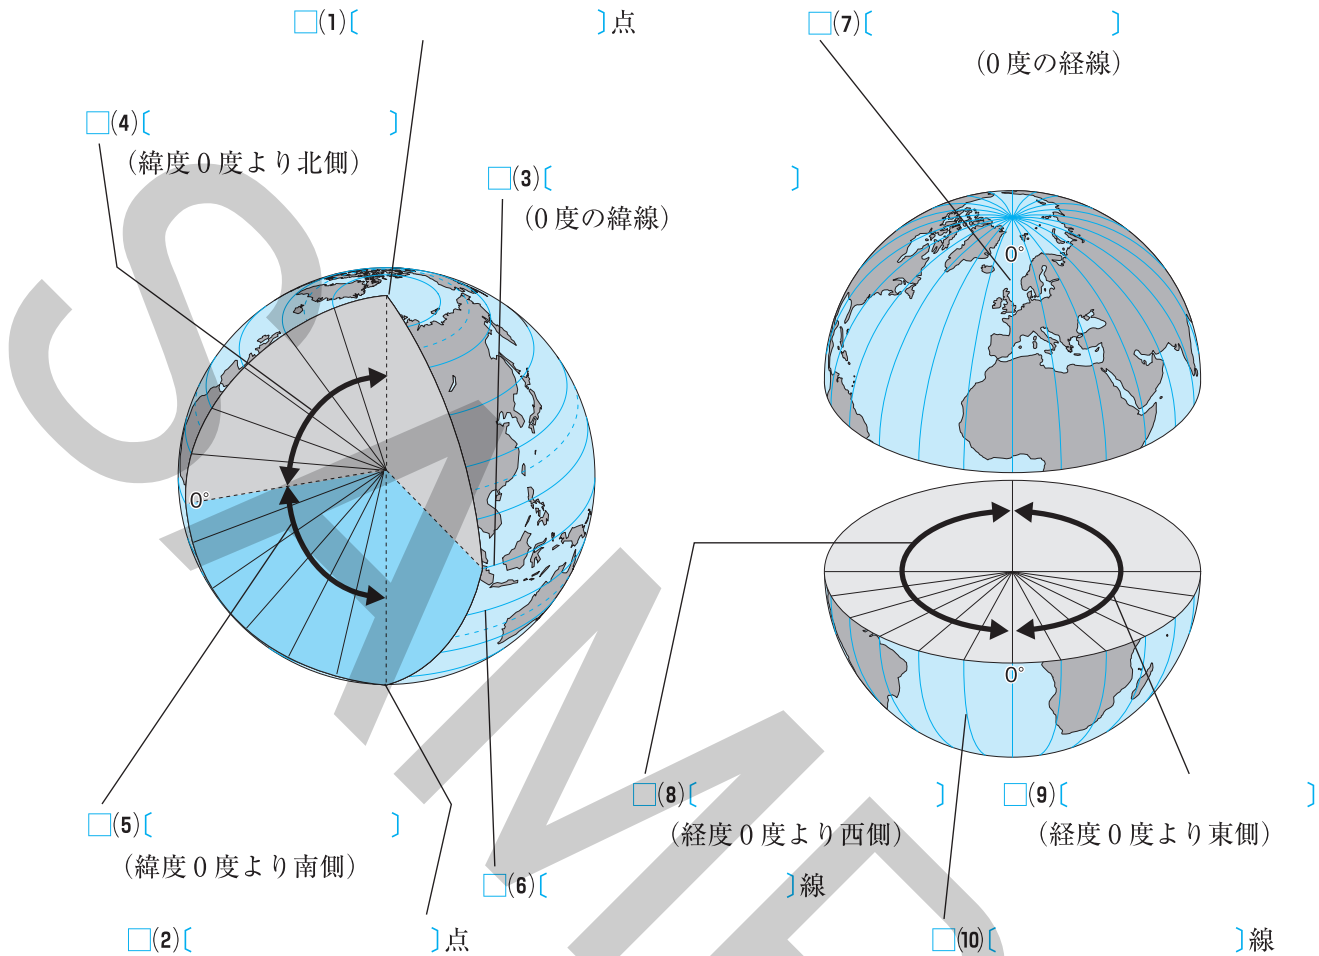 □(1)〔　　　〕点
□(7)〔　　　〕
(0度の経線)
□(4)〔　　　〕
(緯度0度より北側)
□(3)〔　　　〕
(0度の緯線)
0°
0°
0°
□(8)〔　　　〕
(経度0度より西側)
□(9)〔　　　〕
(経度0度より東側)
□(5)〔　　　〕
(緯度0度より南側)
□(6)〔　　　〕線
□(2)〔　　　〕点
□(10)〔　　　〕線
SAMP